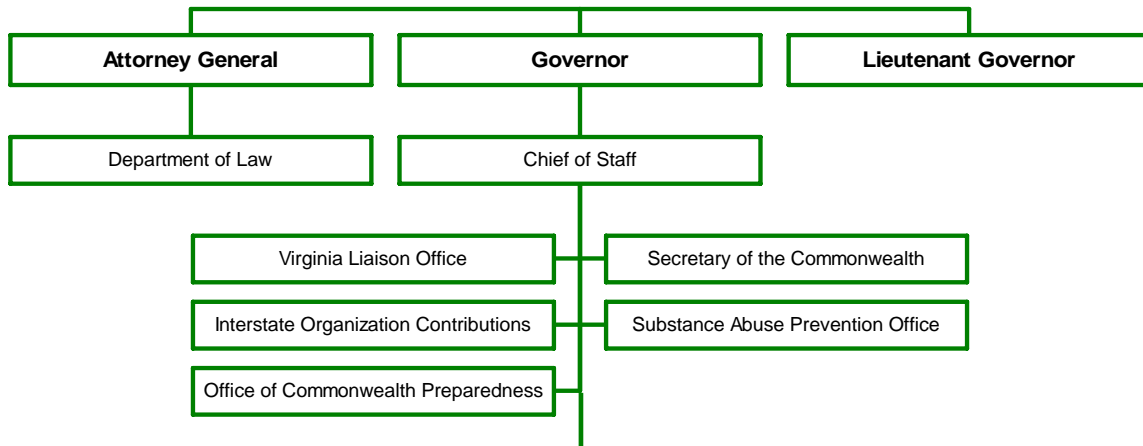 Attorney General
Governor
Lieutenant Governor
Department of Law
Chief of Staff
Virginia Liaison Office
Secretary of the Commonwealth
Interstate Organization Contributions
Substance Abuse Prevention Office
Office of Commonwealth Preparedness